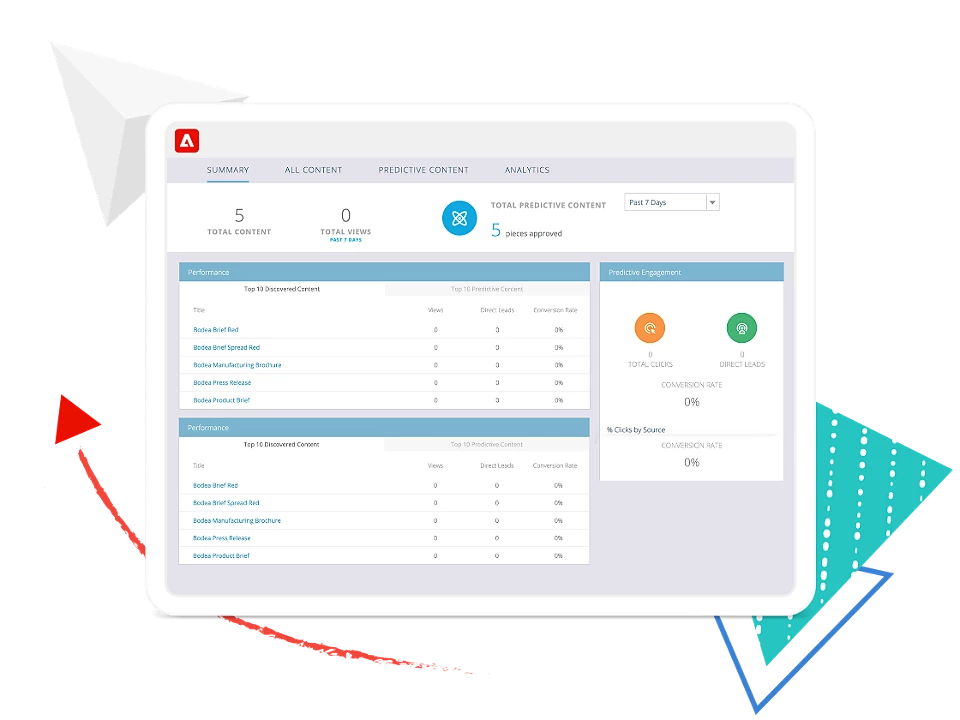 SUMMARY ALL CONTENT PREDICTIVE CONTENT ANALYTICS
5 0
TOTAL CONTENT TOTAL VIEWS
PAST 7 DAYS
TOTAL PREDICTIVE CONTENT
5 pieces approved
Past 7 Days
Performance
Top 10 Discovered Content Top 10 Predictive Content
Title Views Direct Leads Conversion Rate
Bodea Brief Red 0 0 0%
Bodea Brief Spread Red 0 0 0%
Bodea Manufacturing Brochure 0 0 0%
Bodea Press Release 0 0 0%
Bodea Product Brief 0 0 0%
Performance
Top 10 Discovered Content Top 10 Predictive Content
Title Views Direct Leads Conversion Rate
Bodea Brief Red 0 0 0%
Bodea Brief Spread Red 0 0 0%
Bodea Manufacturing Brochure 0 0 0%
Bodea Press Release 0 0 0%
Bodea Product Brief 0 0 0%
Predictive Engagement
0 0
TOTAL CLICKS DIRECT LEADS
CONVERSION RATE
0%
% Clicks by Source
CONVERSION RATE
0%